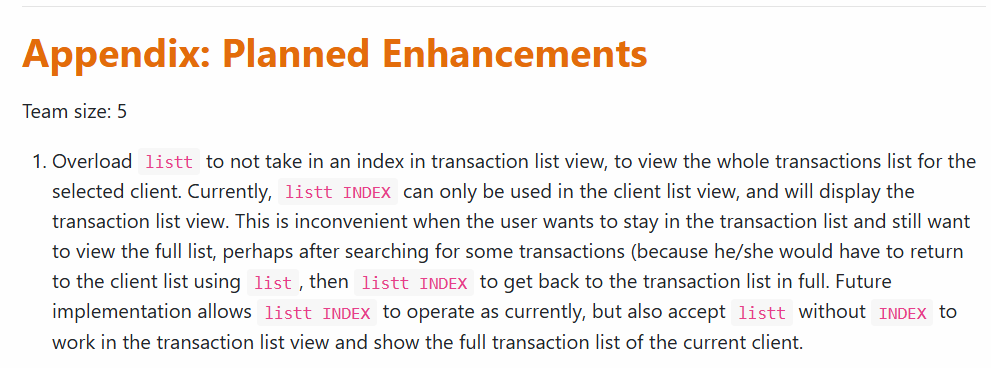 Appendix: Planned Enhancements
Team size: 5
1. Overload listt to not take in an index in transaction list view, to view the whole transactions list for the
selected client. Currently, listt INDEX can only be used in the client list view, and will display the
transaction list view. This is inconvenient when the user wants to stay in the transaction list and still want
to view the full list, perhaps after searching for some transactions (because he/she would have to return
to the client list using list , then listt INDEX to get back to the transaction list in full. Future
implementation allows listt INDEX to operate as currently, but also accept listt without INDEX to
work in the transaction list view and show the full transaction list of the current client.